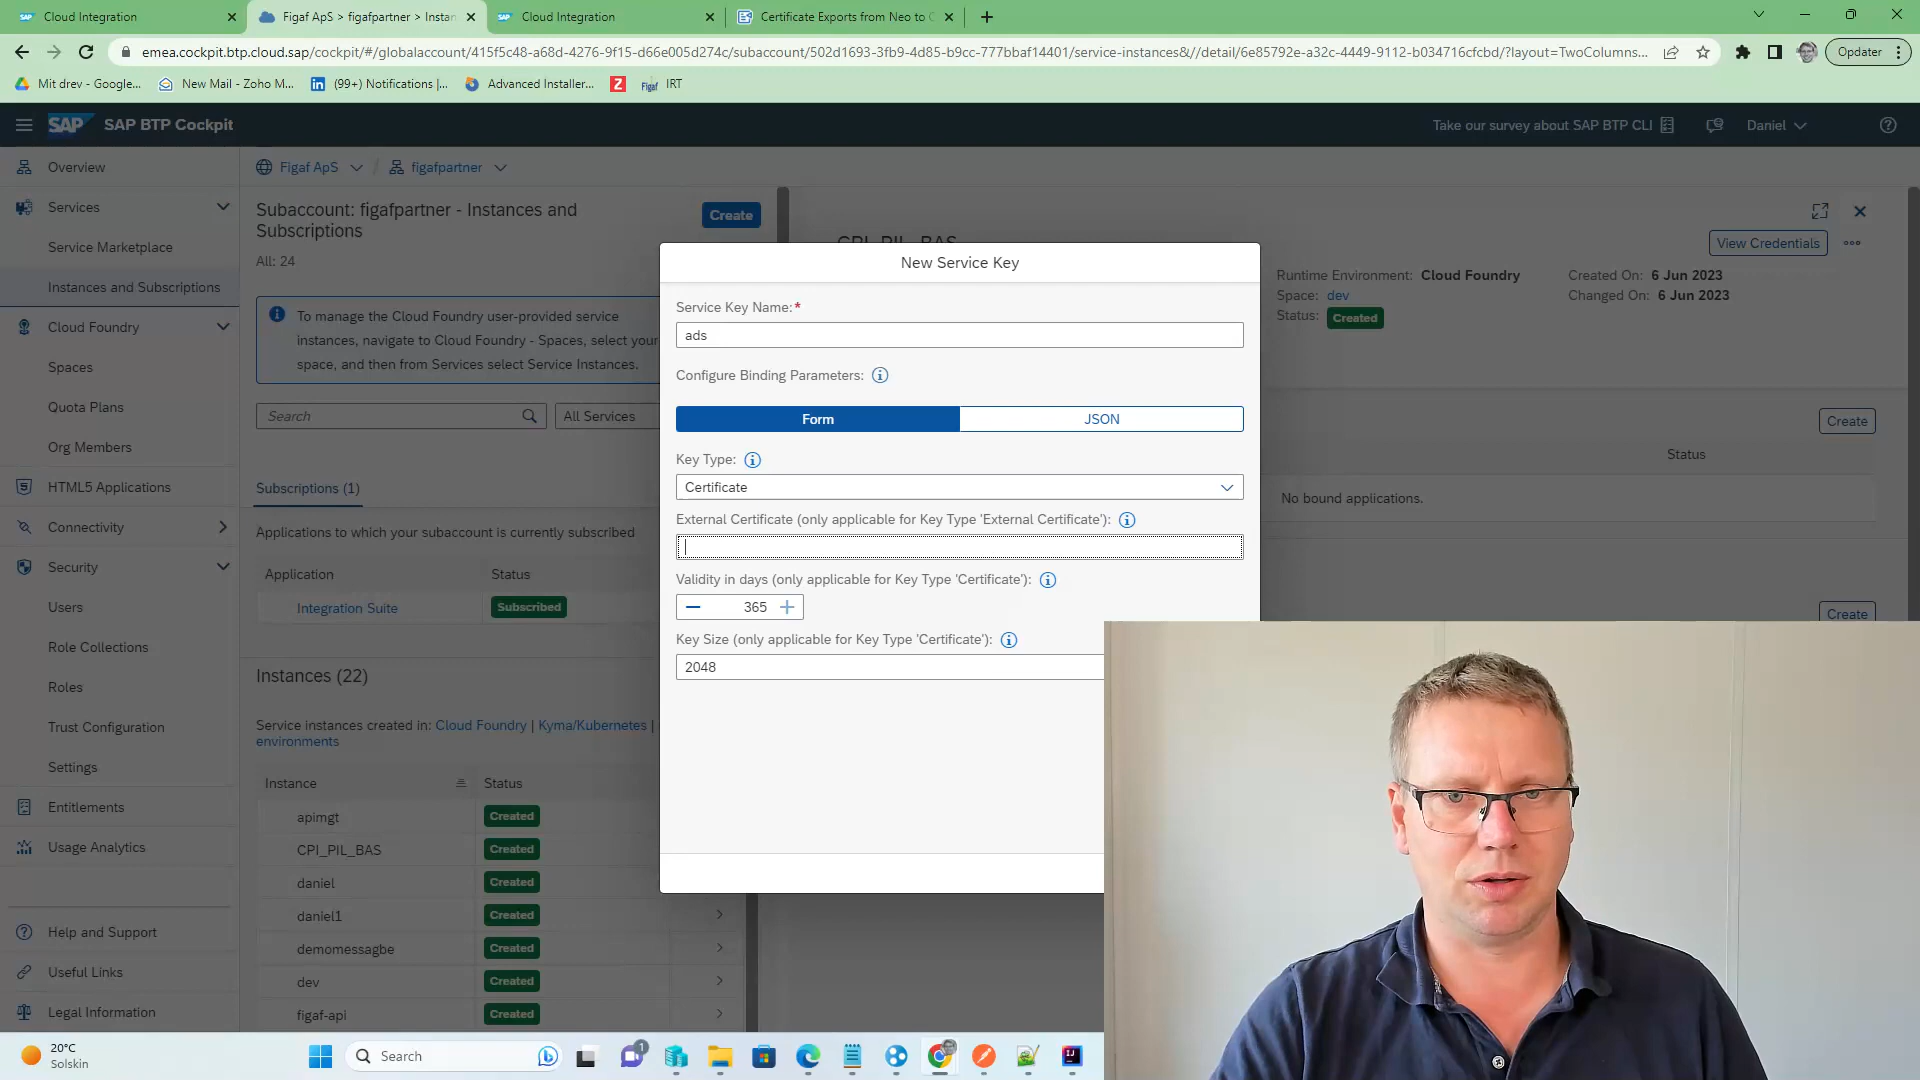 Cloud Integration
Figaf ApS > figafpartner > Instan
Cloud Integration
Certificate Exports from Neo to C
emea.cockpit.btp.cloud.sap/cockpit/#/globalaccount/415f5c48-a68d-4276-9f15-d66e005d274c/subaccount/502d1693-3fb9-4d85-b9cc-777bbaf14401/service-instances&//detail/6e85792e-a32c-4449-9112-b034716cfcbd/?layout=TwoColumns...
Opdater
Mit drev - Google...
New Mail - Zoho M...
(99+) Notifications |...
Advanced Installer...
Z
Figaf
IRT
SAP
SAP BTP Cockpit
Take our survey about SAP BTP CLI
Daniel
Overview
Services
Service Marketplace
Instances and Subscriptions
Cloud Foundry
Spaces
Quota Plans
Org Members
HTML5 Applications
Connectivity
Security
Users
Role Collections
Roles
Trust Configuration
Settings
Entitlements
Usage Analytics
Help and Support
Useful Links
Legal Information
Figaf ApS
/
figafpartner
Subaccount: figafpartner - Instances and
Subscriptions
Create
All: 24
To manage the Cloud Foundry user-provided service
instances, navigate to Cloud Foundry - Spaces, select your
space, and then from Services select Service Instances.
Search
All Services
Subscriptions (1)
Applications to which your subaccount is currently subscribed
Application
Status
Integration Suite
Subscribed
Instances (22)
Service instances created in: Cloud Foundry | Kyma/Kubernetes |
environments
Instance
Status
apimgt
Created
CPI_PIL_BAS
Created
daniel
Created
daniel1
Created
demomessagbe
Created
dev
Created
figaf-api
Created
CPI_PIL_BAS
View Credentials
Runtime Environment: Cloud Foundry
Space: dev
Status: Created
Created On: 6 Jun 2023
Changed On: 6 Jun 2023
Create
Status
No bound applications.
Create
New Service Key
Service Key Name:*
ads
Configure Binding Parameters:
Form
JSON
Key Type:
Certificate
External Certificate (only applicable for Key Type 'External Certificate'):
Validity in days (only applicable for Key Type 'Certificate'):
365
Key Size (only applicable for Key Type 'Certificate'):
2048
20°C
Solskin
Search
1